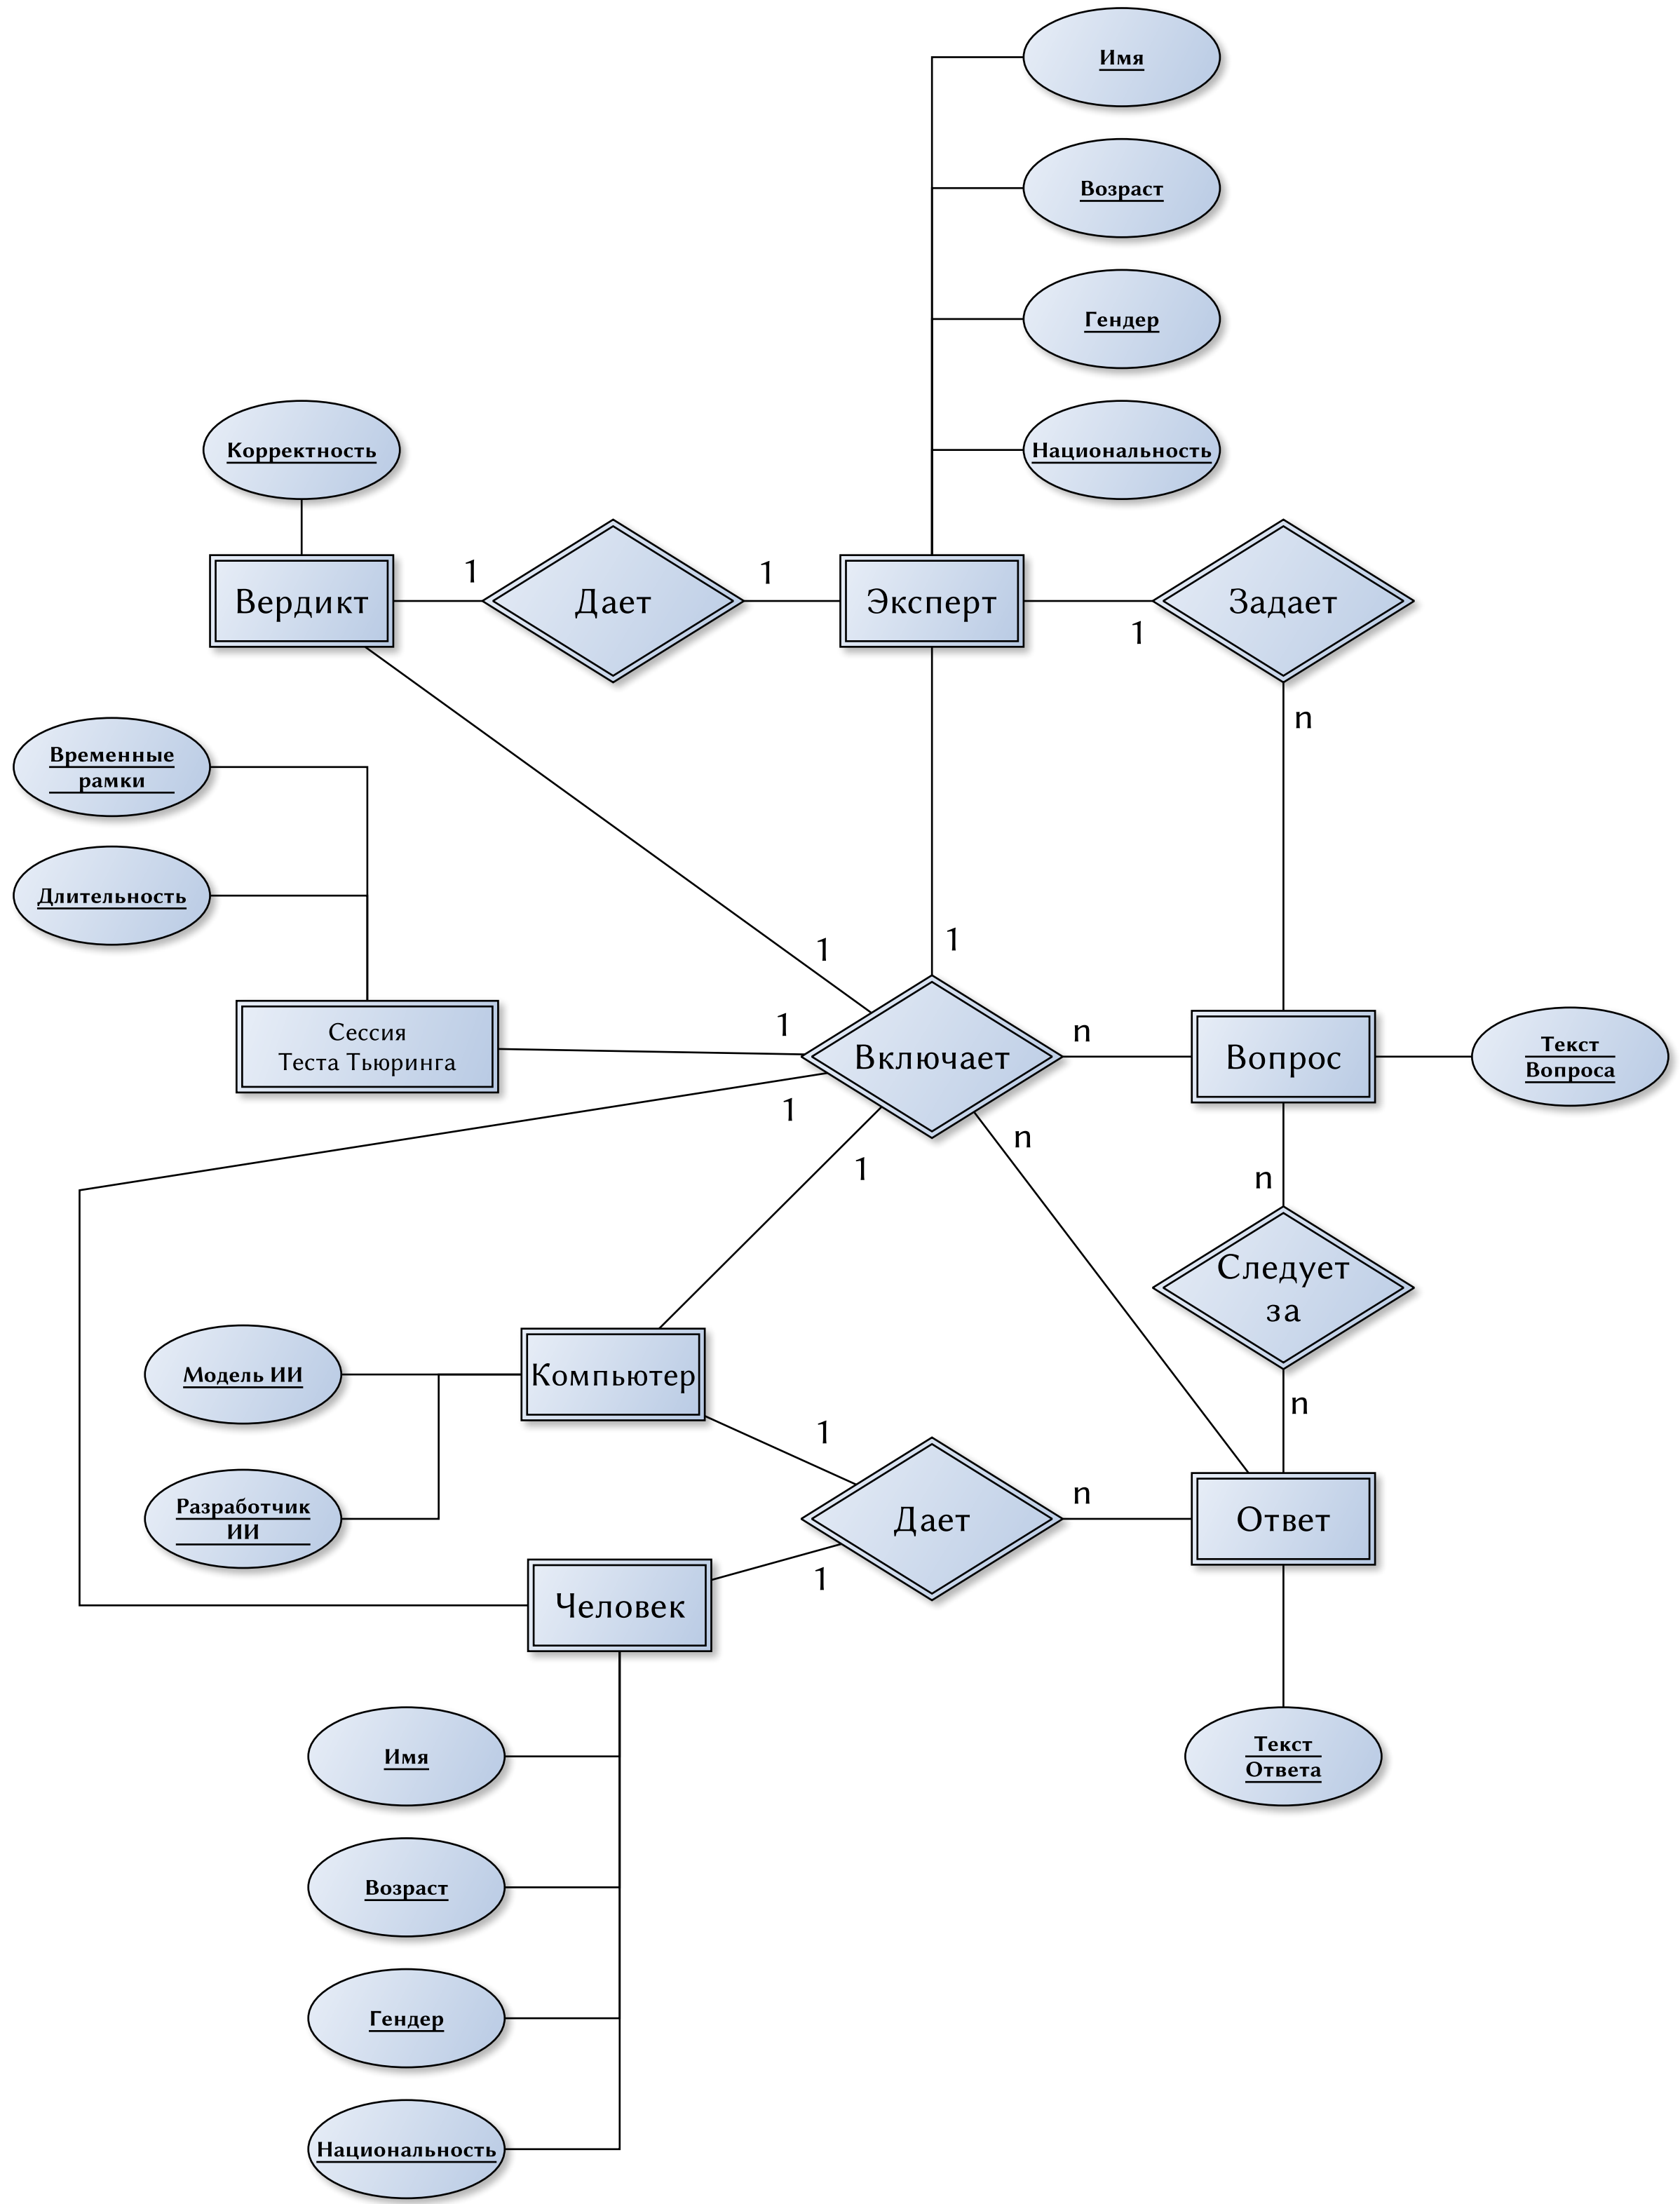 Имя
Возраст
Гендер
Национальность
Корректность
Вердикт
1
Дает
1
Эксперт
1
Задает
n
Временные
рамки
Длительность
1
1
Сессия
Теста Тьюринга
1
Включает
n
Вопрос
Текст
Вопроса
1
1
n
n
Следует
за
n
Модель ИИ
Компьютер
Разработчик
ИИ
1
Дает
n
Ответ
1
Человек
Текст
Ответа
Имя
Возраст
Гендер
Национальность